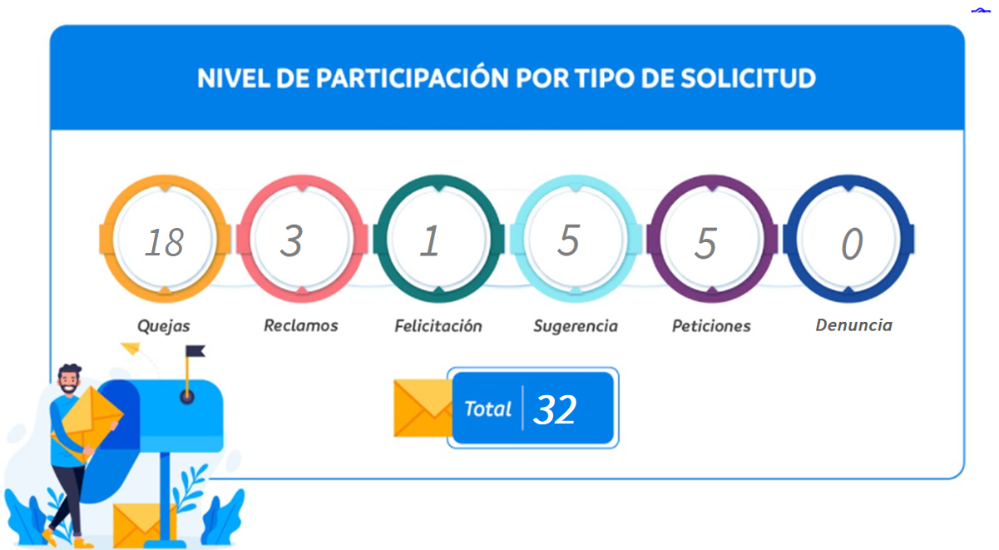 NIVEL DE PARTICIPACIÓN POR TIPO DE SOLICITUD
18 3 1 5 5 0
Quejas Reclamos Felicitación Sugerencia Peticiones Denuncia
Total 32